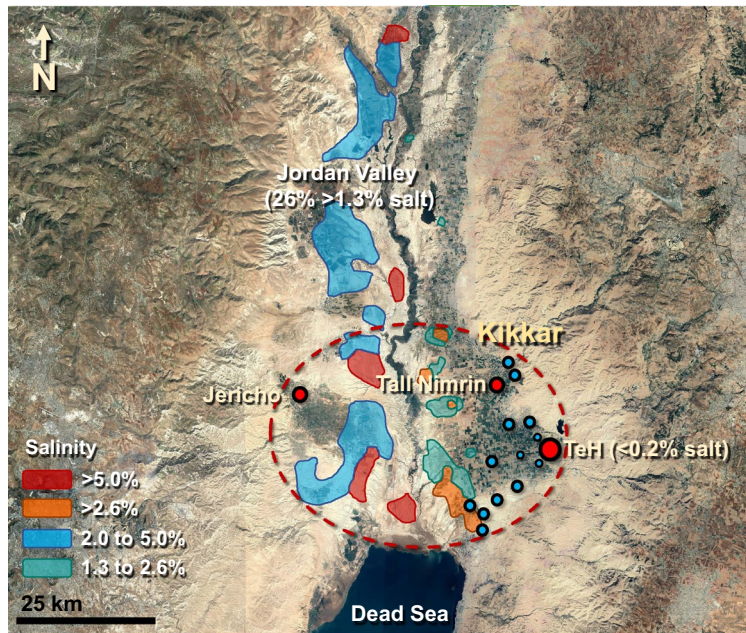 N
Jordan Valley
(26% >1.3% salt)
Kikkar
Jericho
Tall Nimrin
TeH (<0.2% salt)
Salinity
>5.0%
>2.6%
2.0 to 5.0%
1.3 to 2.6%
25 km
Dead Sea